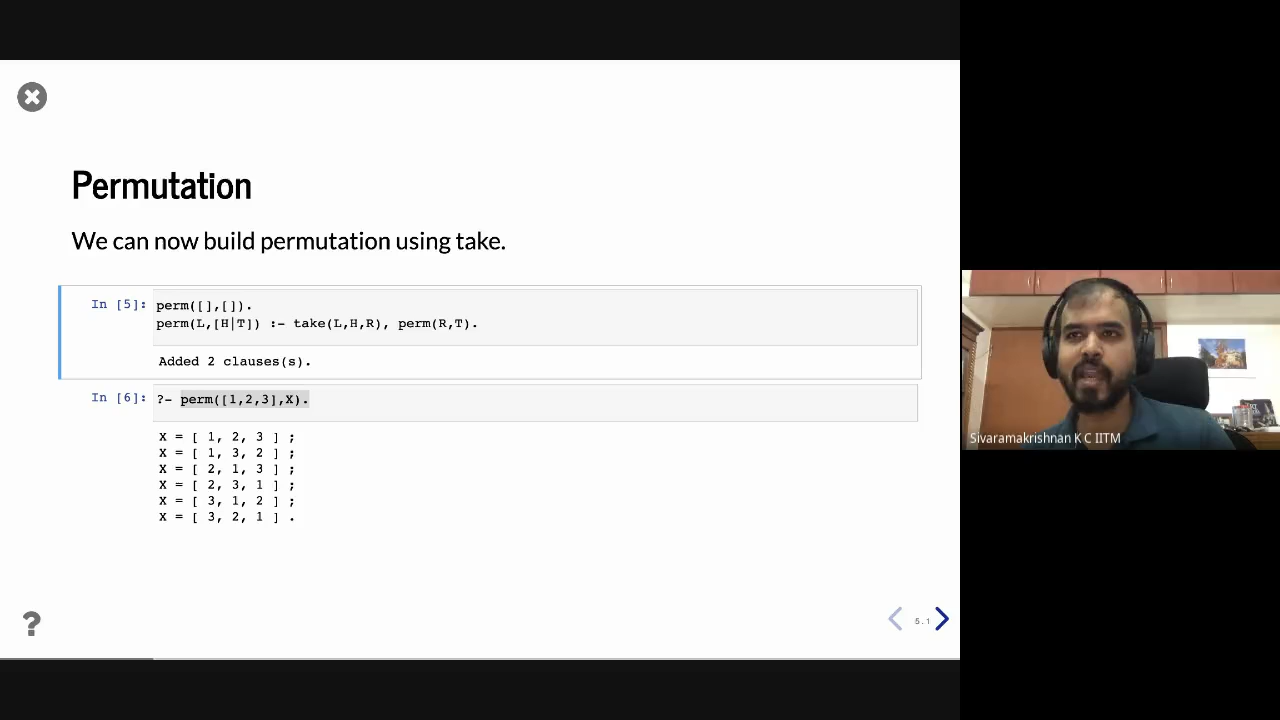 Permutation
We can now build permutation using take.
In [5]: perm([],[]).
perm(L,[H|T]) :- take(L,H,R), perm(R,T).
Added 2 clauses(s).
In [6]: ?- perm([1,2,3],X).
X = [ 1, 2, 3 ] ;
X = [ 1, 3, 2 ] ;
X = [ 2, 1, 3 ] ;
X = [ 2, 3, 1 ] ;
X = [ 3, 1, 2 ] ;
X = [ 3, 2, 1 ] .
?
5.1
Sivaramakrishnan K C IITM